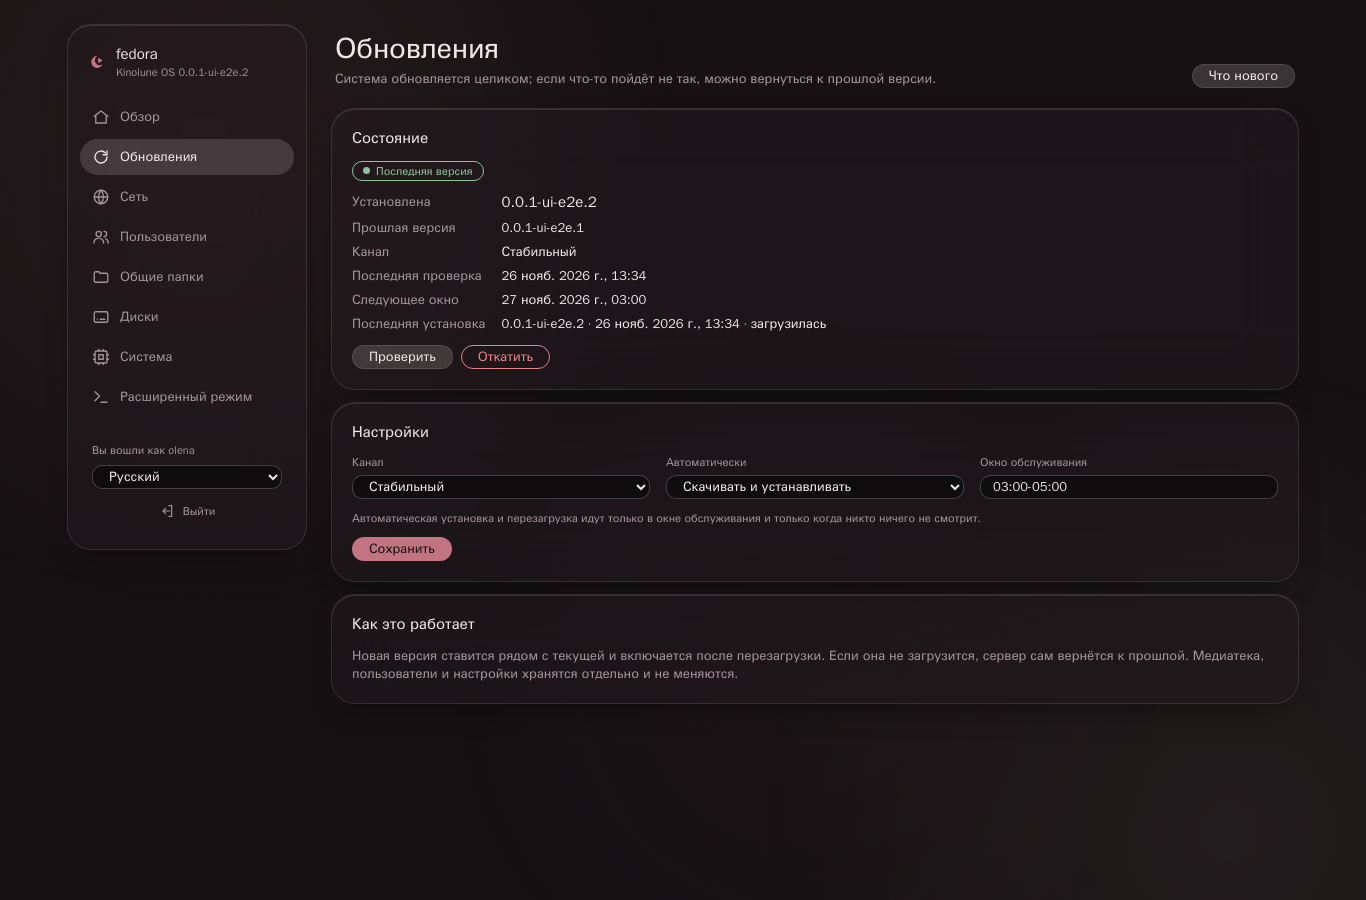 fedora
Kinolune OS 0.0.1-ui-e2e.2
Обзор
Обновления
Сеть
Пользователи
Общие папки
Диски
Система
Расширенный режим
Вы вошли как olena
Русский
Выйти
Обновления
Система обновляется целиком; если что-то пойдёт не так, можно вернуться к прошлой версии.
Что нового
Состояние
Последняя версия
Установлена 0.0.1-ui-e2e.2
Прошлая версия 0.0.1-ui-e2e.1
Канал Стабильный
Последняя проверка 26 нояб. 2026 г., 13:34
Следующее окно 27 нояб. 2026 г., 03:00
Последняя установка 0.0.1-ui-e2e.2 · 26 нояб. 2026 г., 13:34 · загрузилась
Проверить Откатить
Настройки
Канал Автоматически Окно обслуживания
Стабильный Скачивать и устанавливать 03:00-05:00
Автоматическая установка и перезагрузка идут только в окне обслуживания и только когда никто ничего не смотрит.
Сохранить
Как это работает
Новая версия ставится рядом с текущей и включается после перезагрузки. Если она не загрузится, сервер сам вернётся к прошлой. Медиатека,
пользователи и настройки хранятся отдельно и не меняются.